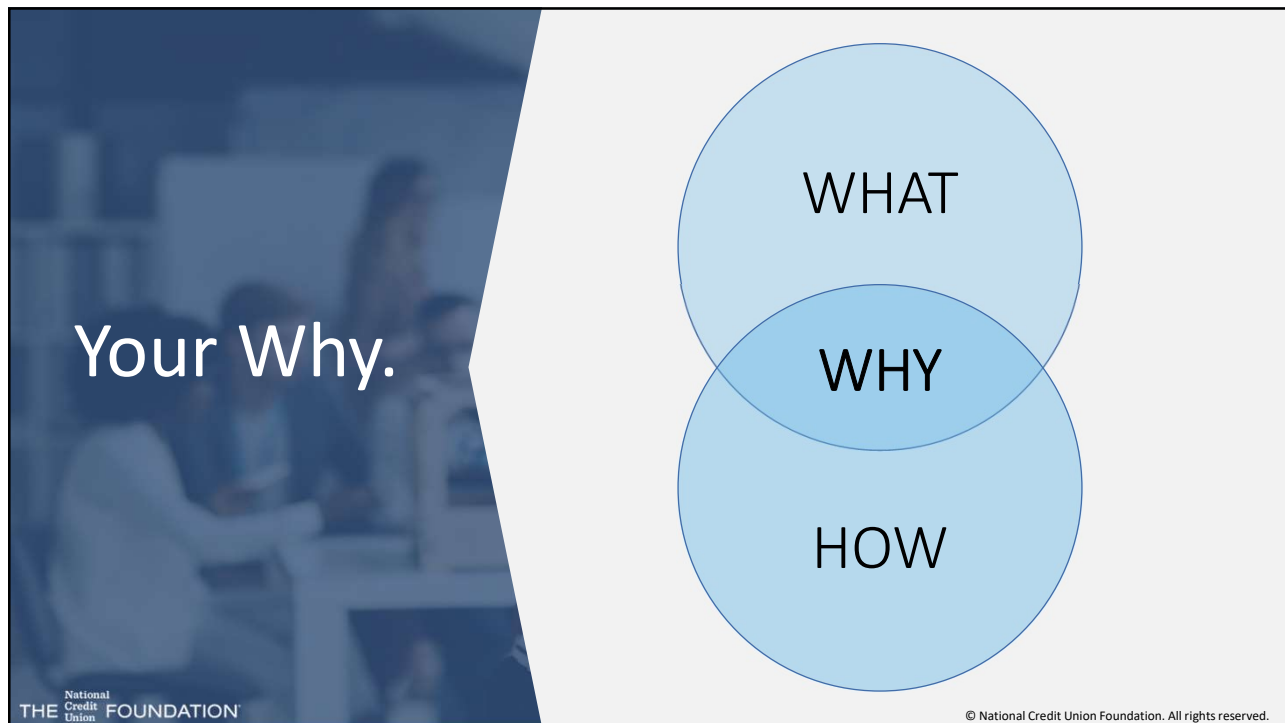 Your Why.
WHAT
WHY
HOW
THE National Credit Union FOUNDATION
© National Credit Union Foundation. All rights reserved.